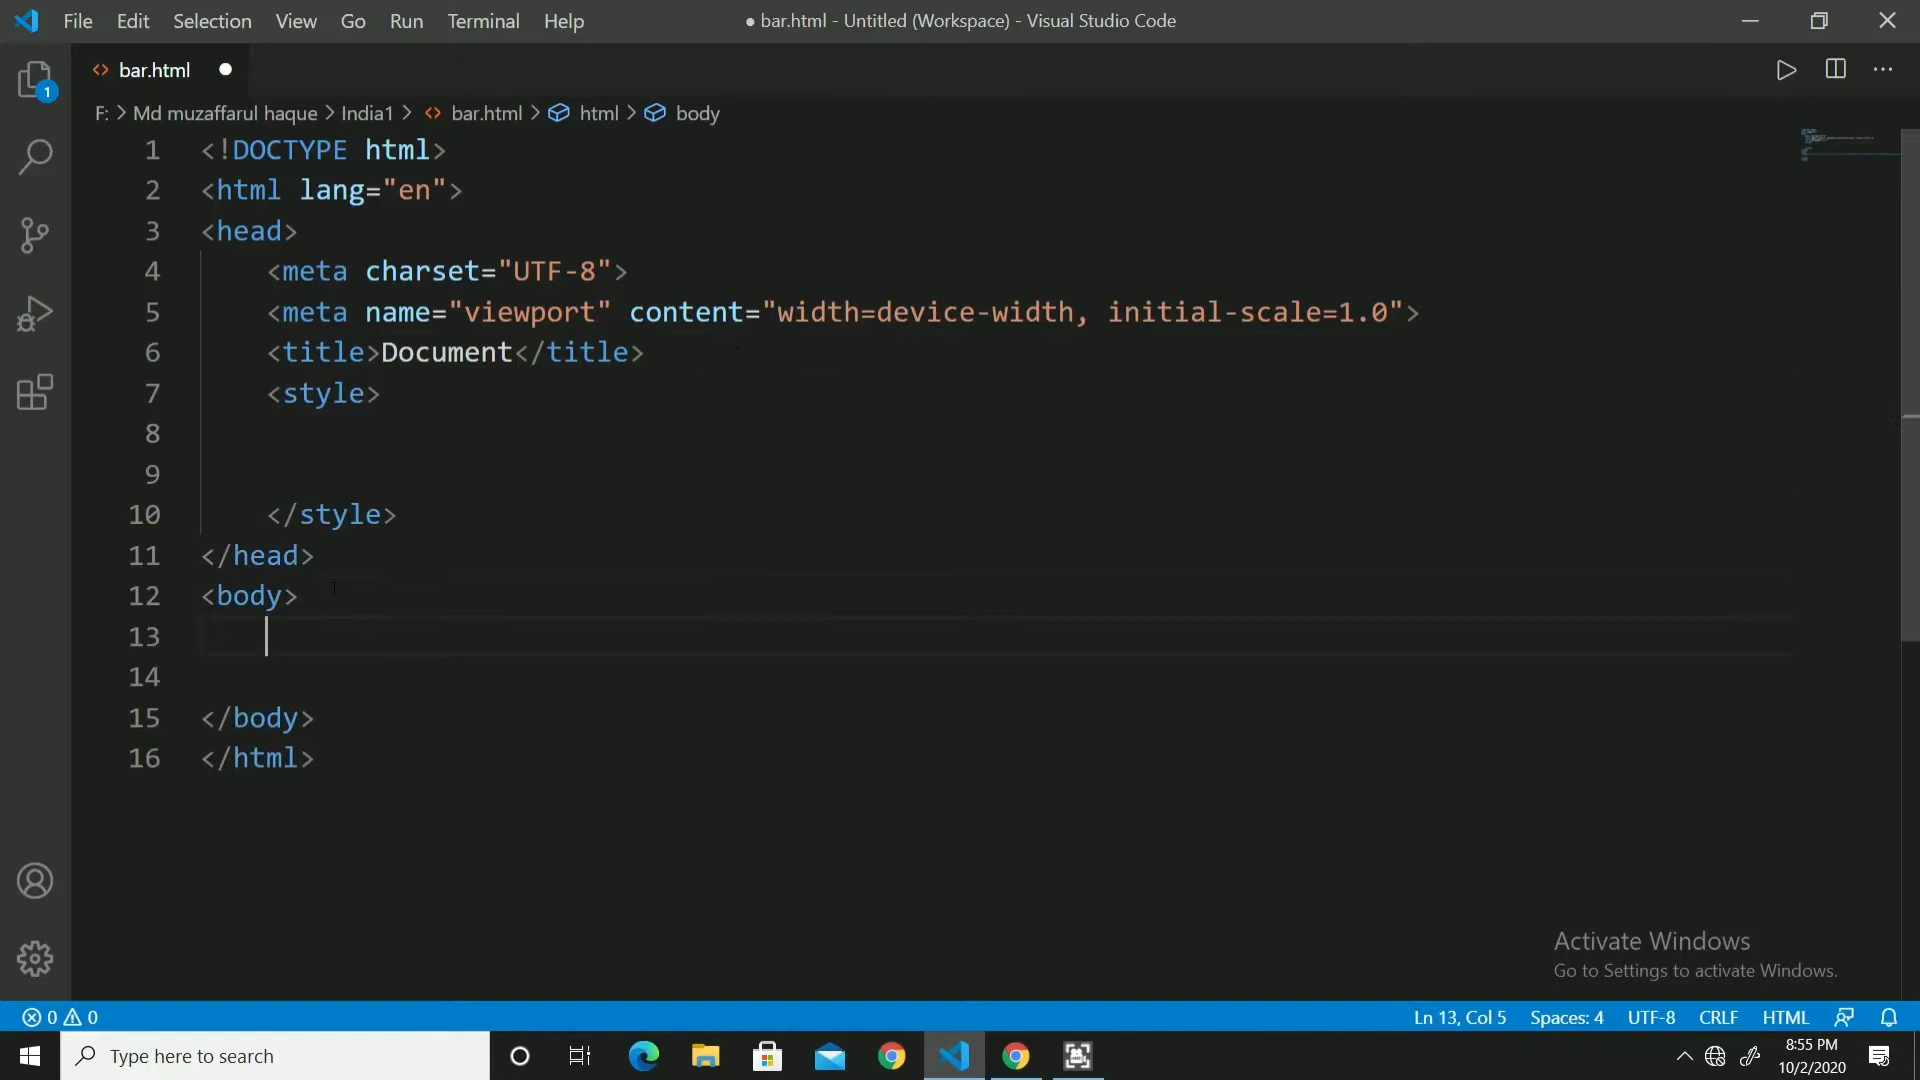 File Edit Selection View Go Run Terminal Help ● bar.html - Untitled (Workspace) - Visual Studio Code
bar.html
1
F: > Md muzaffarul haque > India1 > bar.html > html > body
1 <!DOCTYPE html>
2 <html lang="en">
3 <head>
4 <meta charset="UTF-8">
5 <meta name="viewport" content="width=device-width, initial-scale=1.0">
6 <title>Document</title>
7 <style>
8
9
10 </style>
11 </head>
12 <body>
13
14
15 </body>
16 </html>
Activate Windows
Go to Settings to activate Windows.
0 0 Ln 13, Col 5 Spaces: 4 UTF-8 CRLF HTML
Type here to search
8:55 PM
10/2/2020